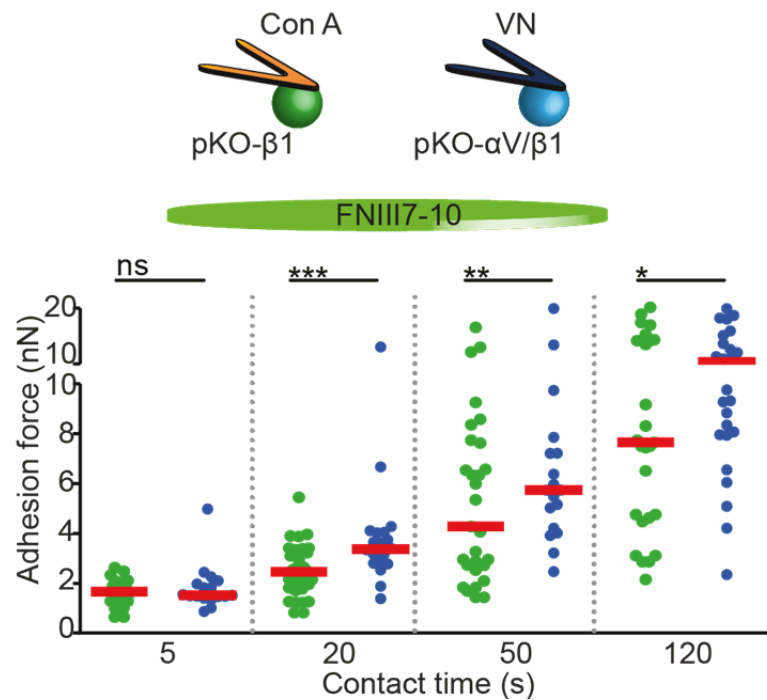 Con A VN
pKO-β1 pKO-αV/β1
FNIII7-10
ns *** ** *
20
10
10
8
6
4
2
0
Adhesion force (nN)
5 20 50 120
Contact time (s)